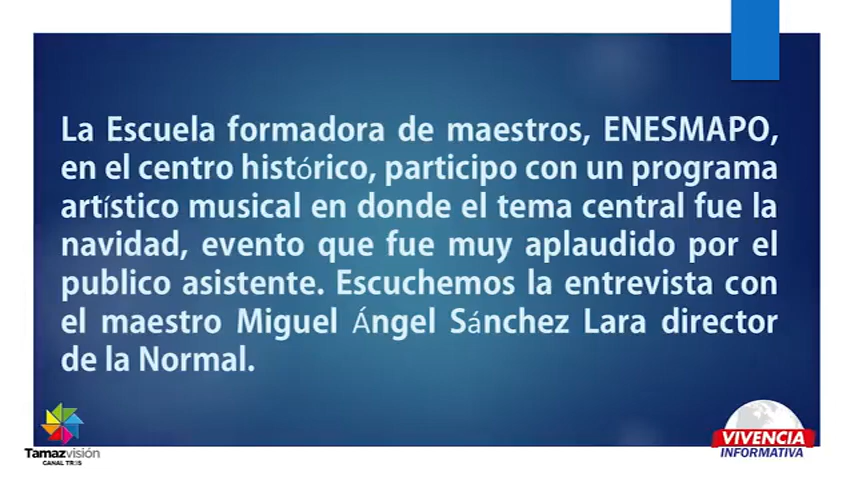 La Escuela formadora de maestros, ENESMAPO,
en el centro histórico, participo con un programa
artístico musical en donde el tema central fue la
navidad, evento que fue muy aplaudido por el
publico asistente. Escuchemos la entrevista con
el maestro Miguel Ángel Sánchez Lara director
de la Normal.
Tamazvisión
CANAL TR3S
VIVENCIA
INFORMATIVA